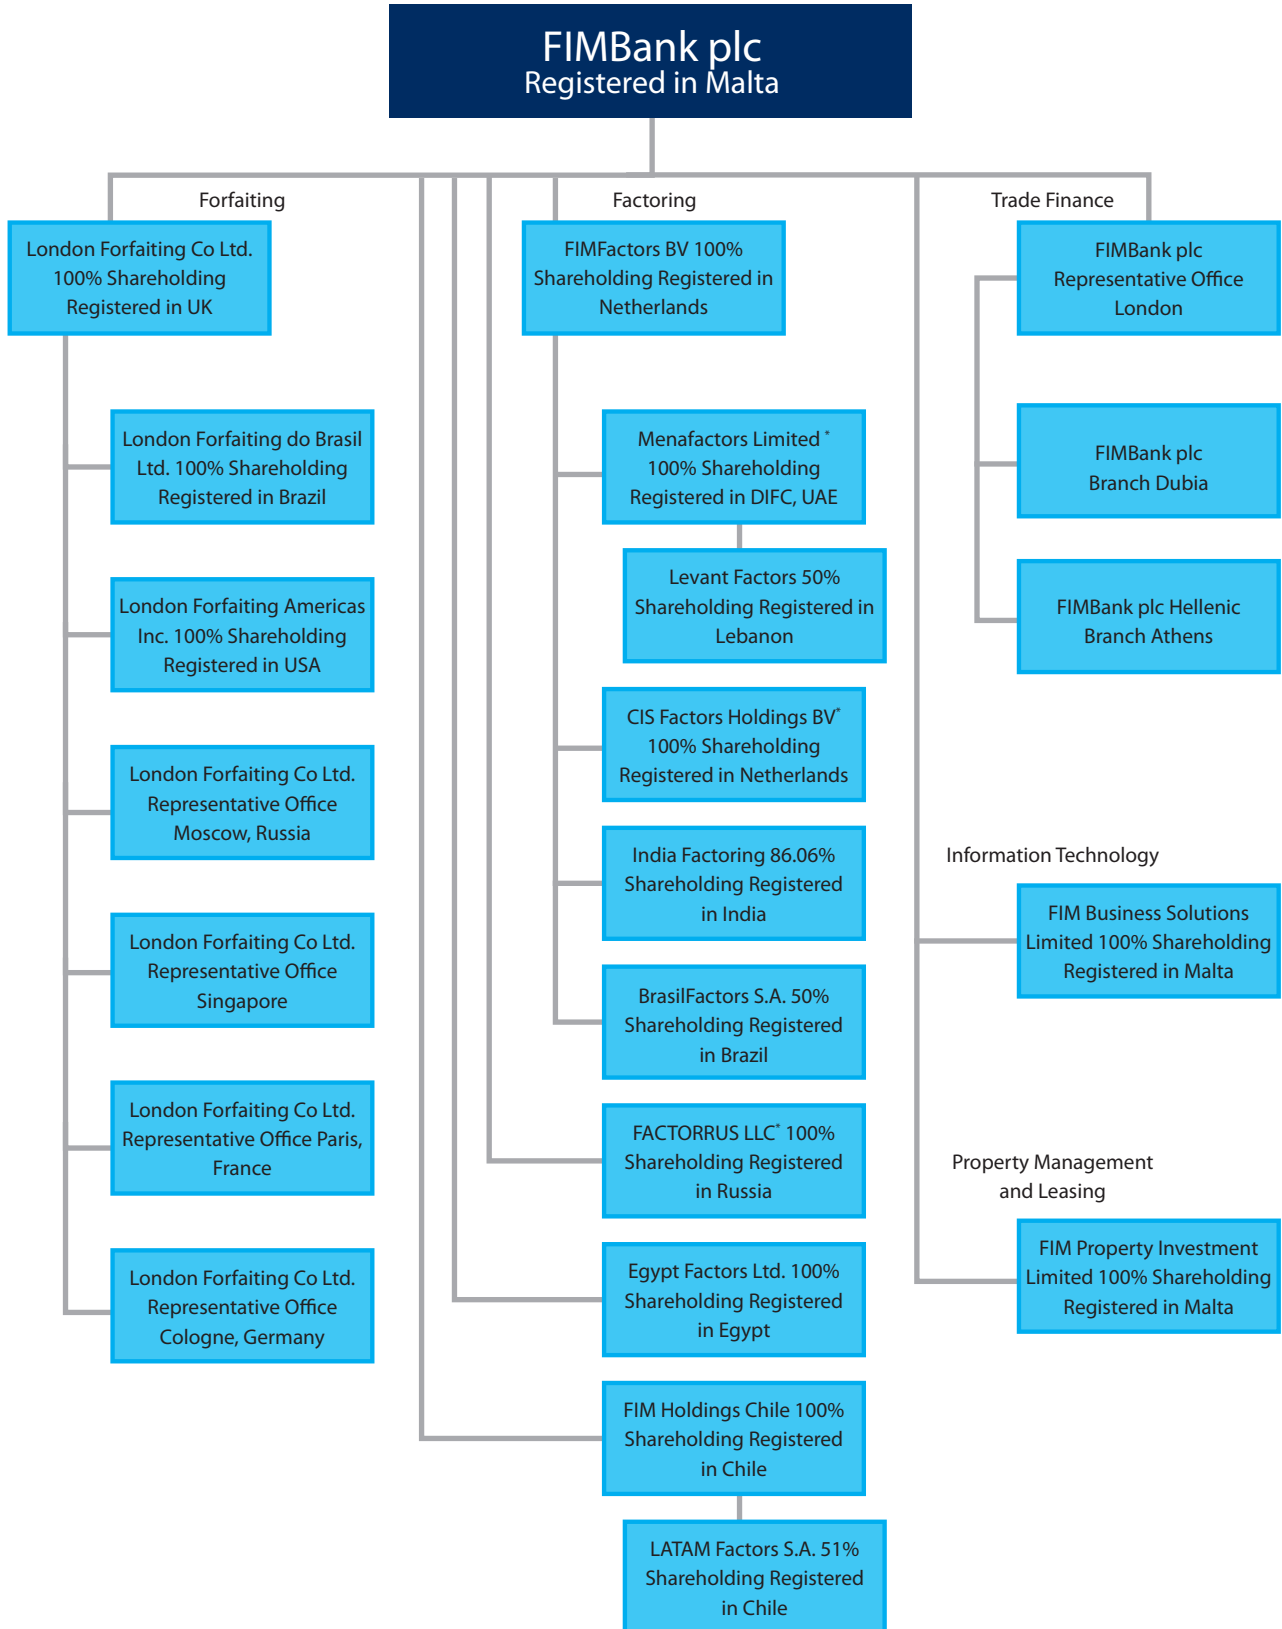 FIMBank plc
Registered in Malta
Forfaiting
London Forfaiting Co Ltd.
100% Shareholding
Registered in UK
London Forfaiting do Brasil
Ltd. 100% Shareholding
Registered in Brazil
London Forfaiting Americas
Inc. 100% Shareholding
Registered in USA
London Forfaiting Co Ltd.
Representative Office
Moscow, Russia
London Forfaiting Co Ltd.
Representative Office
Singapore
London Forfaiting Co Ltd.
Representative Office Paris,
France
London Forfaiting Co Ltd.
Representative Office
Cologne, Germany
Factoring
FIMFactors BV 100%
Shareholding Registered in
Netherlands
Menafactors Limited *
100% Shareholding
Registered in DIFC, UAE
Levant Factors 50%
Shareholding Registered in
Lebanon
CIS Factors Holdings BV*
100% Shareholding
Registered in Netherlands
India Factoring 86.06%
Shareholding Registered
in India
BrasilFactors S.A. 50%
Shareholding Registered
in Brazil
FACTORRUS LLC* 100%
Shareholding Registered
in Russia
Egypt Factors Ltd. 100%
Shareholding Registered
in Egypt
FIM Holdings Chile 100%
Shareholding Registered
in Chile
LATAM Factors S.A. 51%
Shareholding Registered
in Chile
Trade Finance
FIMBank plc
Representative Office
London
FIMBank plc
Branch Dubia
FIMBank plc Hellenic
Branch Athens
Information Technology
FIM Business Solutions
Limited 100% Shareholding
Registered in Malta
Property Management
and Leasing
FIM Property Investment
Limited 100% Shareholding
Registered in Malta